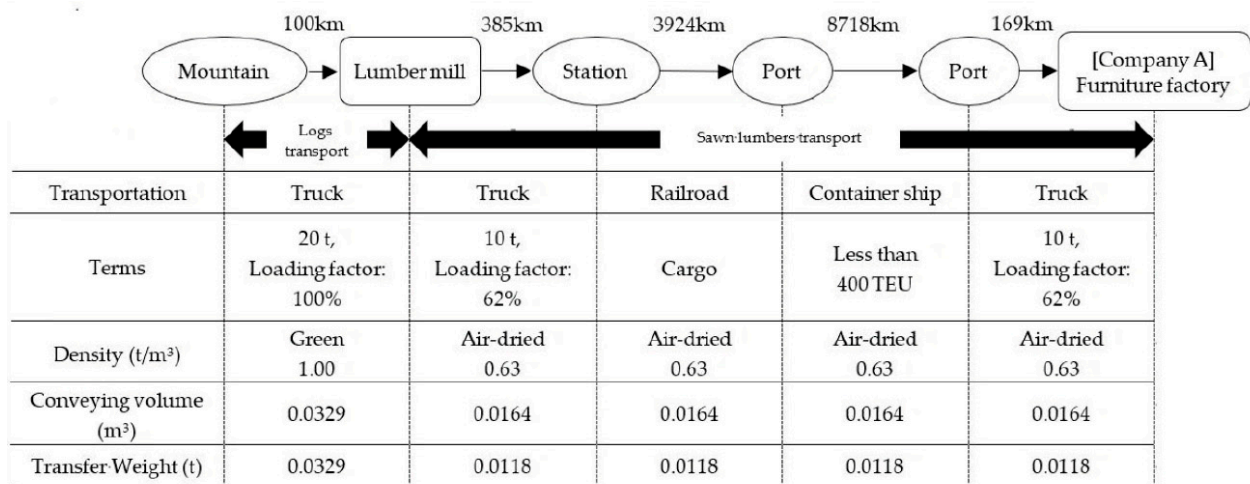 100km 385km 3924km 8718km 169km
Mountain Lumber mill Station Port Port [Company A]
Furniture factory
Logs
transport
Sawn·lumbers·transport
Transportation Truck Truck Railroad Container ship Truck
Terms 20 t,
Loading factor:
100% 10 t,
Loading factor:
62% Cargo Less than
400 TEU 10 t,
Loading factor:
62%
Density (t/m³) Green
1.00 Air-dried
0.63 Air-dried
0.63 Air-dried
0.63 Air-dried
0.63
Conveying volume
(m³) 0.0329 0.0164 0.0164 0.0164 0.0164
Transfer·Weight (t) 0.0329 0.0118 0.0118 0.0118 0.0118